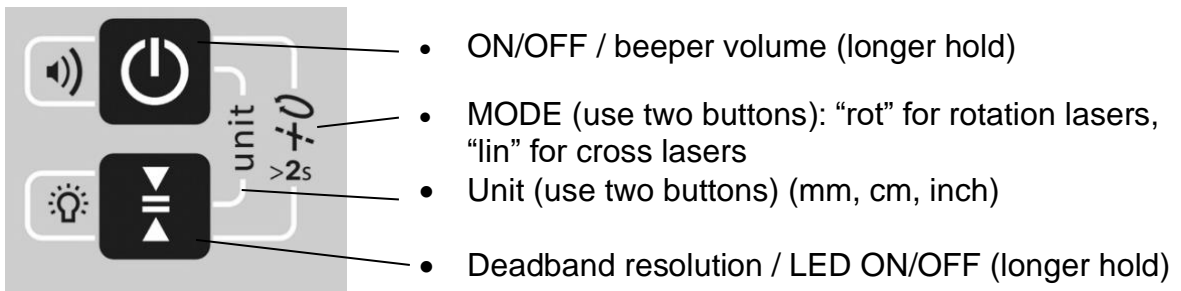 unit
>2s
• ON/OFF / beeper volume (longer hold)
• MODE (use two buttons): “rot” for rotation lasers,
“lin” for cross lasers
• Unit (use two buttons) (mm, cm, inch)
• Deadband resolution / LED ON/OFF (longer hold)